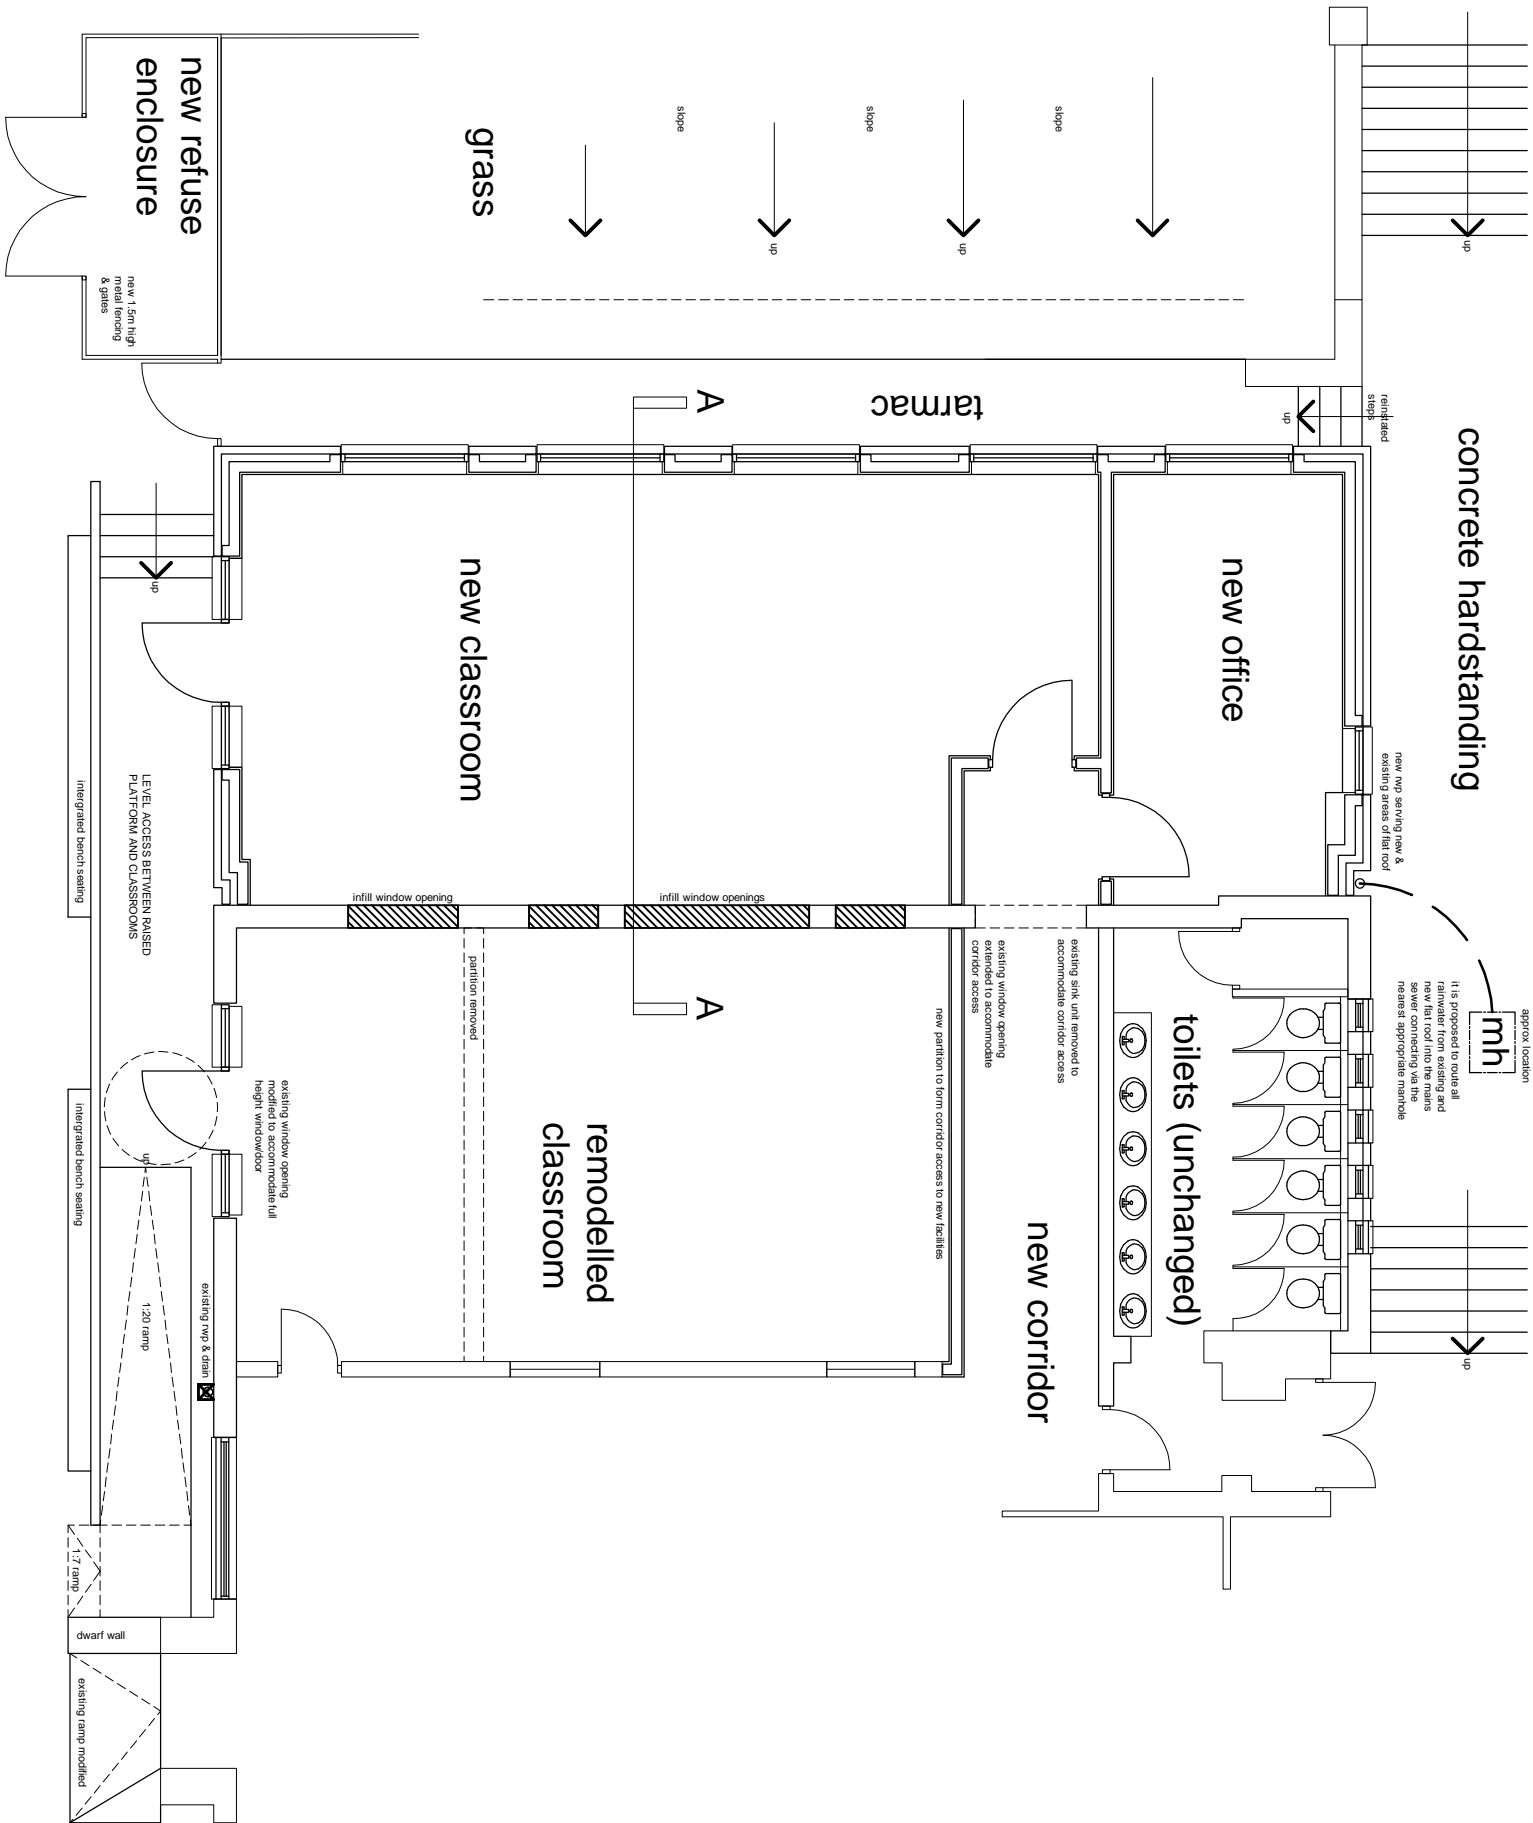 approx location
mh
it is proposed to route all
rainwater from existing and
new flat roof into the mains
sewer connecting via the
nearest appropriate manhole
concrete hardstanding
up
up
new rwp serving new &
existing areas of flat roof
reinstated
steps
up
new office
toilets (unchanged)
slope
slope
slope
up
up
grass
tarmac
existing sink unit removed to
accommodate corridor access
existing window opening
extended to accommodate
corridor access
new corridor
new partition to form corridor access to new facilities
A
A
infill window opening
infill window openings
new classroom
remodelled
classroom
partition removed
existing window opening
modified to accommodate full
height window/door
new refuse
enclosure
new 1.5m high
metal fencing
& gates
up
LEVEL ACCESS BETWEEN RAISED
PLATFORM AND CLASSROOMS
up
1:20 ramp
existing rwp & drain
intergrated bench seating
intergrated bench seating
1:7 ramp
dwarf wall
existing ramp modified